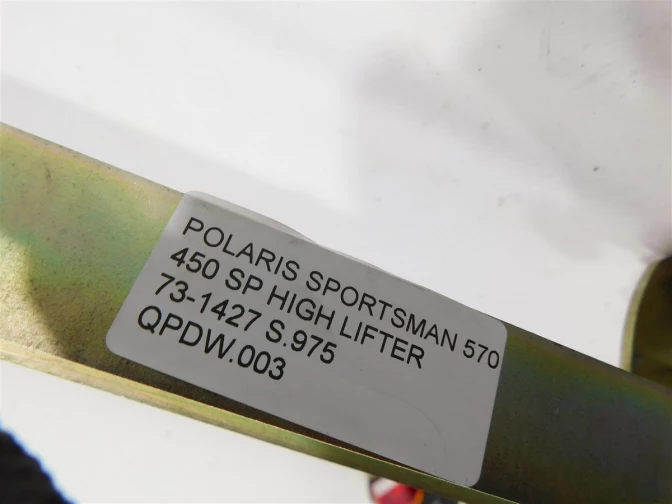 POLARIS SPORTSMAN 570
450 SP HIGH LIFTER
73-1427 S.975
QPDW.003